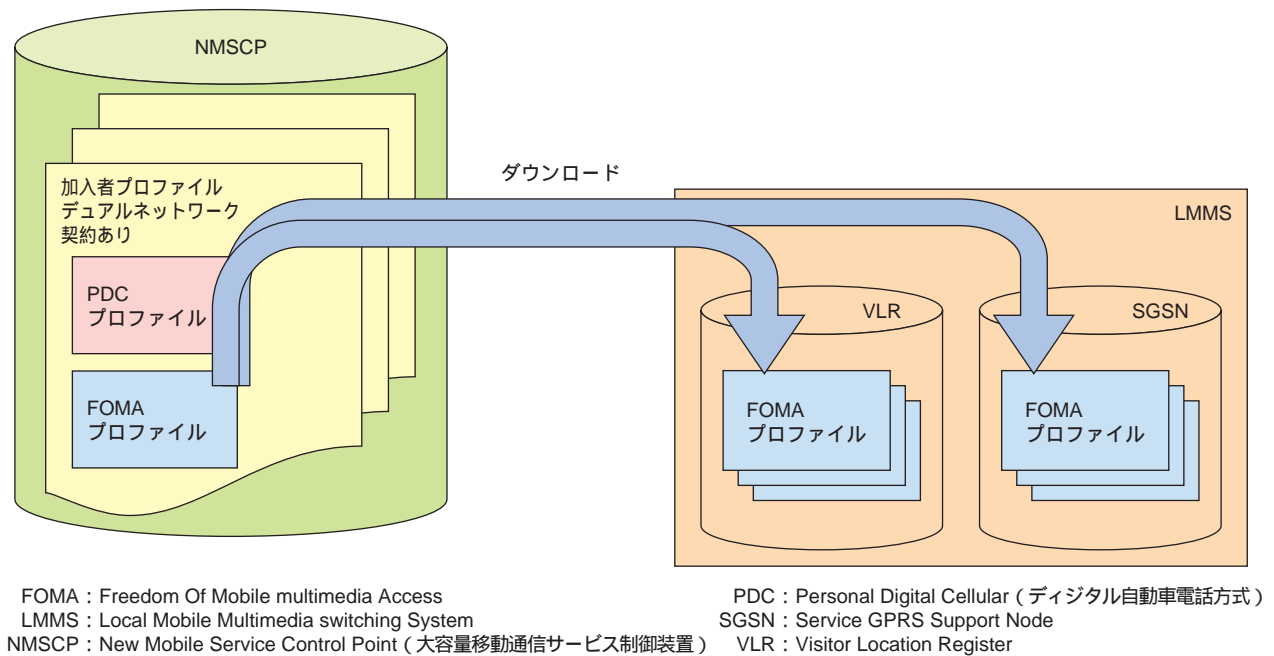 NMSCP
加入者プロファイル
デュアルネットワーク
契約あり
PDC
プロファイル
FOMA
プロファイル
ダウンロード
LMMS
VLR
FOMA
プロファイル
SGSN
FOMA
プロファイル
FOMA：Freedom Of Mobile multimedia Access
LMMS：Local Mobile Multimedia switching System
NMSCP：New Mobile Service Control Point（大容量移動通信サービス制御装置）
PDC：Personal Digital Cellular（ディジタル自動車電話方式）
SGSN：Service GPRS Support Node
VLR：Visitor Location Register